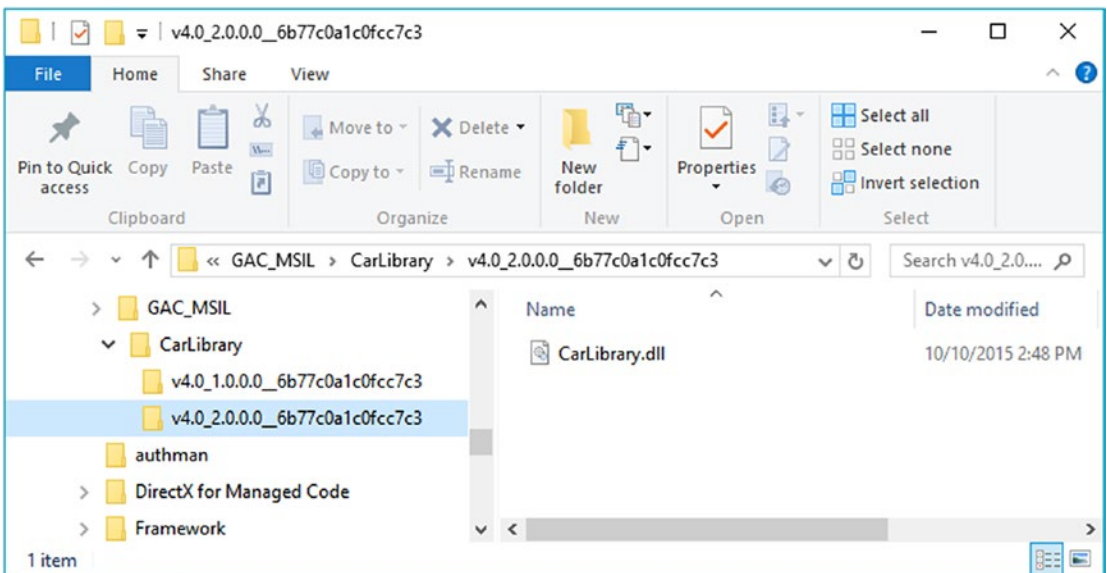 v4.0_2.0.0.0__6b77c0a1c0fcc7c3
File Home Share View
Pin to Quick access
Copy
Paste
W...
Move to
Copy to
Delete
Rename
New folder
Properties
Select all
Select none
Invert selection
Clipboard Organize New Open Select
« GAC_MSIL > CarLibrary > v4.0_2.0.0.0__6b77c0a1c0fcc7c3
Search v4.0_2.0....
GAC_MSIL
CarLibrary
v4.0_1.0.0.0__6b77c0a1c0fcc7c3
v4.0_2.0.0.0__6b77c0a1c0fcc7c3
authman
DirectX for Managed Code
Framework
Name Date modified
CarLibrary.dll 10/10/2015 2:48 PM
1 item